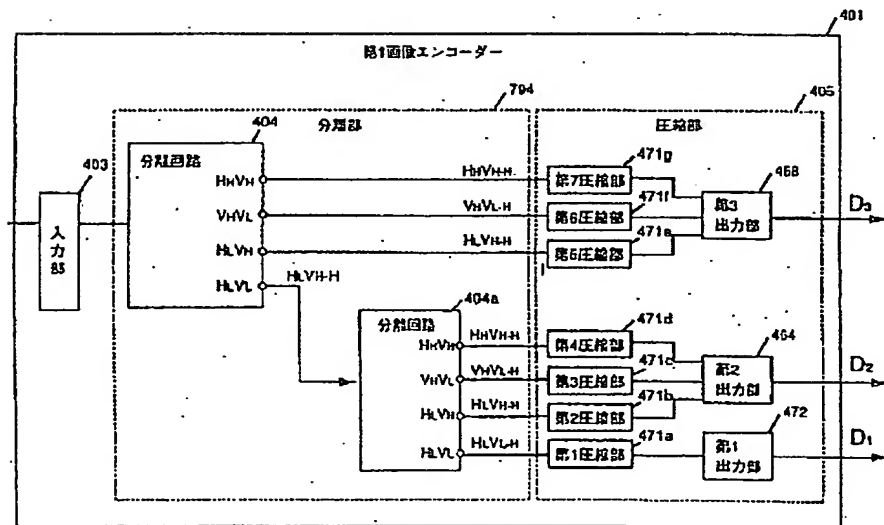 401
第1画像エンコーダー
794
405
分離部
圧縮部
404
403
分離回路
入力部
HHVH
VHVL
HLVH
HLVL
HHVH-H
VHVL-H
HLVH-H
HLVH-H
471g
第7圧縮部
471f
第6圧縮部
471e
第5圧縮部
468
第3出力部
D3
404a
分離回路
HHVH
VHVL
HLVH
HLVL
HHVH-H
VHVL-H
HLVH-H
HLVL-H
471d
第4圧縮部
471c
第3圧縮部
471b
第2圧縮部
471a
第1圧縮部
464
第2出力部
D2
472
第1出力部
D1